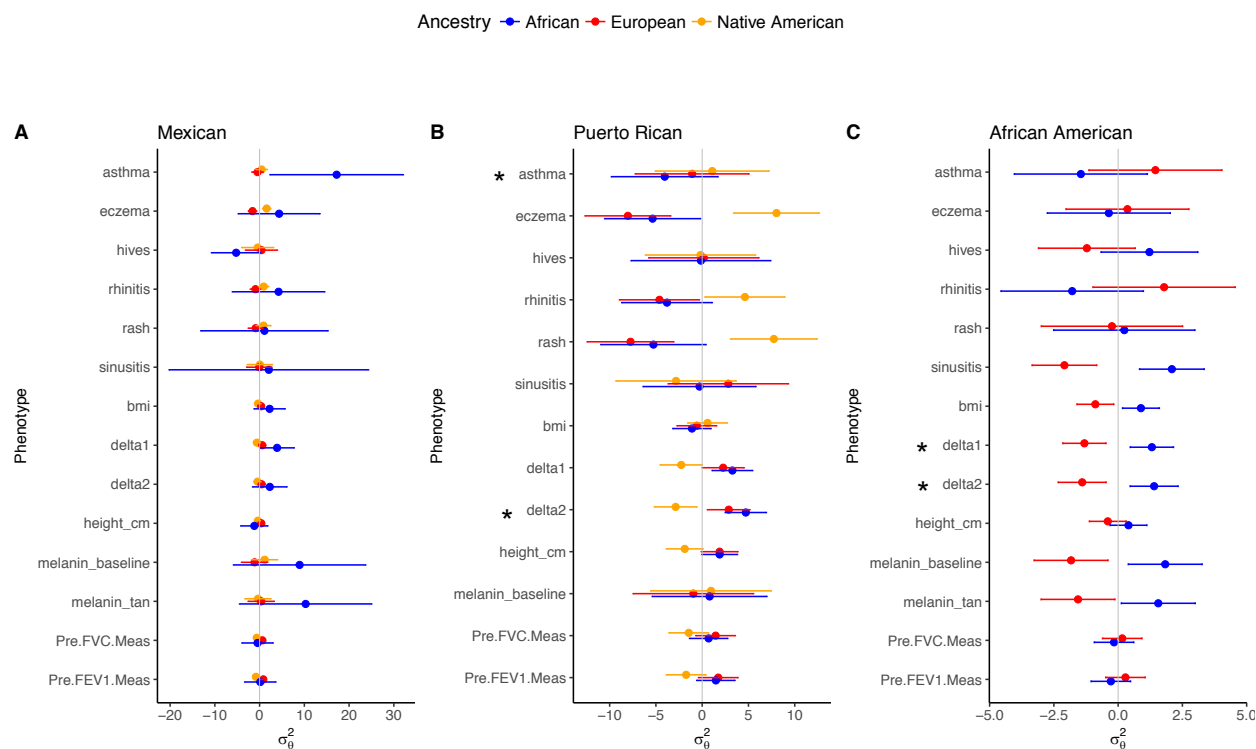 Ancestry African European Native American
A Mexican
Phenotype
asthma
eczema
hives
rhinitis
rash
sinusitis
bmi
delta1
delta2
height_cm
melanin_baseline
melanin_tan
Pre.FVC.Meas
Pre.FEV1.Meas
−20 −10 0 10 20 30
σ²θ
B Puerto Rican
Phenotype
* asthma
eczema
hives
rhinitis
rash
sinusitis
bmi
delta1
* delta2
height_cm
melanin_baseline
Pre.FVC.Meas
Pre.FEV1.Meas
−10 −5 0 5 10
σ²θ
C African American
Phenotype
asthma
eczema
hives
rhinitis
rash
sinusitis
bmi
* delta1
* delta2
height_cm
melanin_baseline
melanin_tan
Pre.FVC.Meas
Pre.FEV1.Meas
−5.0 −2.5 0.0 2.5 5.0
σ²θ